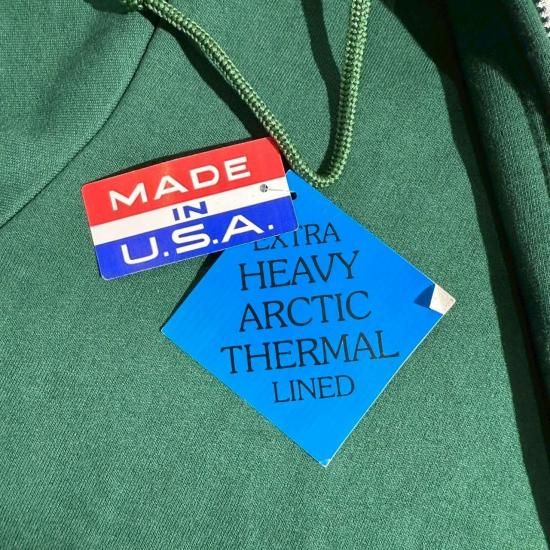 MADE
IN
U.S.A.
EXTRA
HEAVY
ARCTIC
THERMAL
LINED